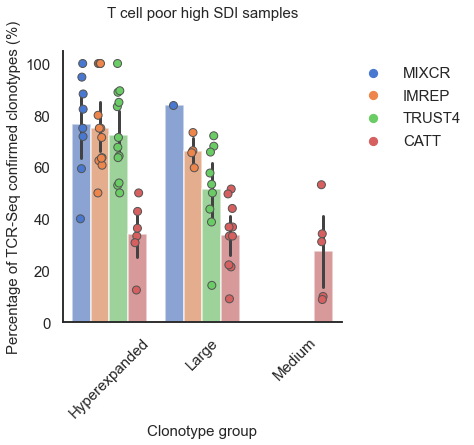 T cell poor high SDI samples
Percentage of TCR-Seq confirmed clonotypes (%)
100
80
60
40
20
0
Hyperexpanded
Large
Medium
Clonotype group
MIXCR
IMREP
TRUST4
CATT